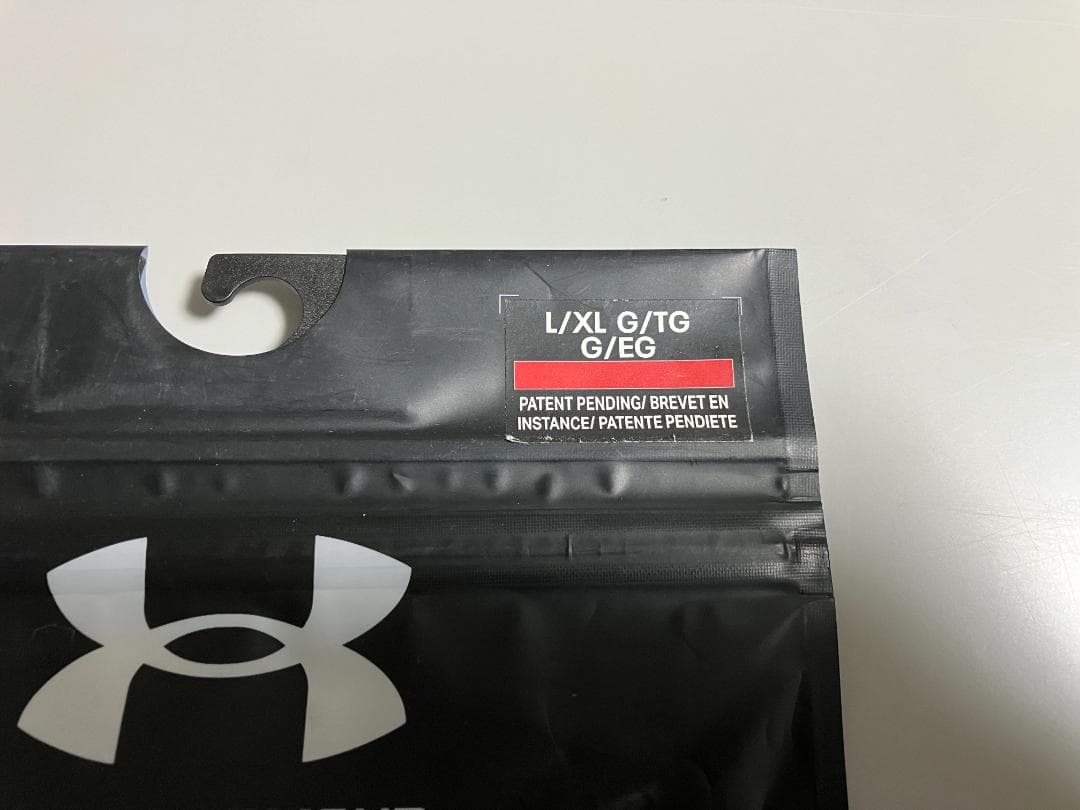 L/XL G/TG
G/EG
PATENT PENDING/ BREVET EN
INSTANCE/ PATENTE PENDIETE